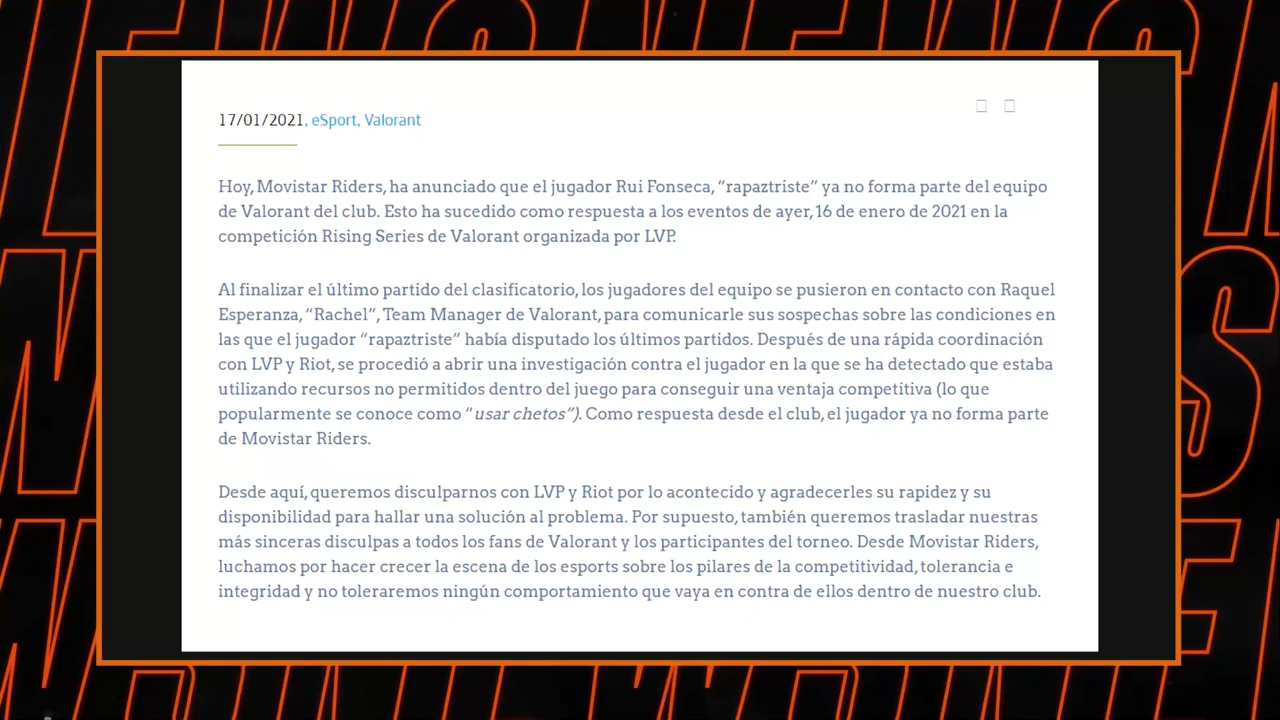 17/01/2021, eSport, Valorant
Hoy, Movistar Riders, ha anunciado que el jugador Rui Fonseca, “rapaztriste” ya no forma parte del equipo
de Valorant del club. Esto ha sucedido como respuesta a los eventos de ayer, 16 de enero de 2021 en la
competición Rising Series de Valorant organizada por LVP.
Al finalizar el último partido del clasificatorio, los jugadores del equipo se pusieron en contacto con Raquel
Esperanza, “Rachel”, Team Manager de Valorant, para comunicarle sus sospechas sobre las condiciones en
las que el jugador “rapaztriste” había disputado los últimos partidos. Después de una rápida coordinación
con LVP y Riot, se procedió a abrir una investigación contra el jugador en la que se ha detectado que estaba
utilizando recursos no permitidos dentro del juego para conseguir una ventaja competitiva (lo que
popularmente se conoce como “usar chetos”). Como respuesta desde el club, el jugador ya no forma parte
de Movistar Riders.
Desde aquí, queremos disculparnos con LVP y Riot por lo acontecido y agradecerles su rapidez y su
disponibilidad para hallar una solución al problema. Por supuesto, también queremos trasladar nuestras
más sinceras disculpas a todos los fans de Valorant y los participantes del torneo. Desde Movistar Riders,
luchamos por hacer crecer la escena de los esports sobre los pilares de la competitividad, tolerancia e
integridad y no toleraremos ningún comportamiento que vaya en contra de ellos dentro de nuestro club.